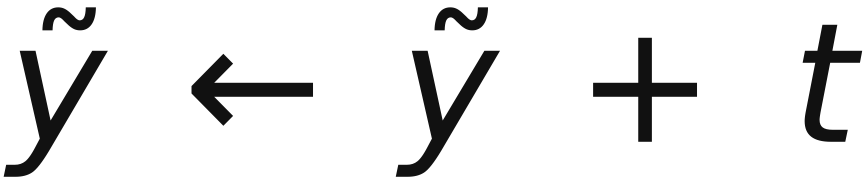 ỹ ← ỹ + t